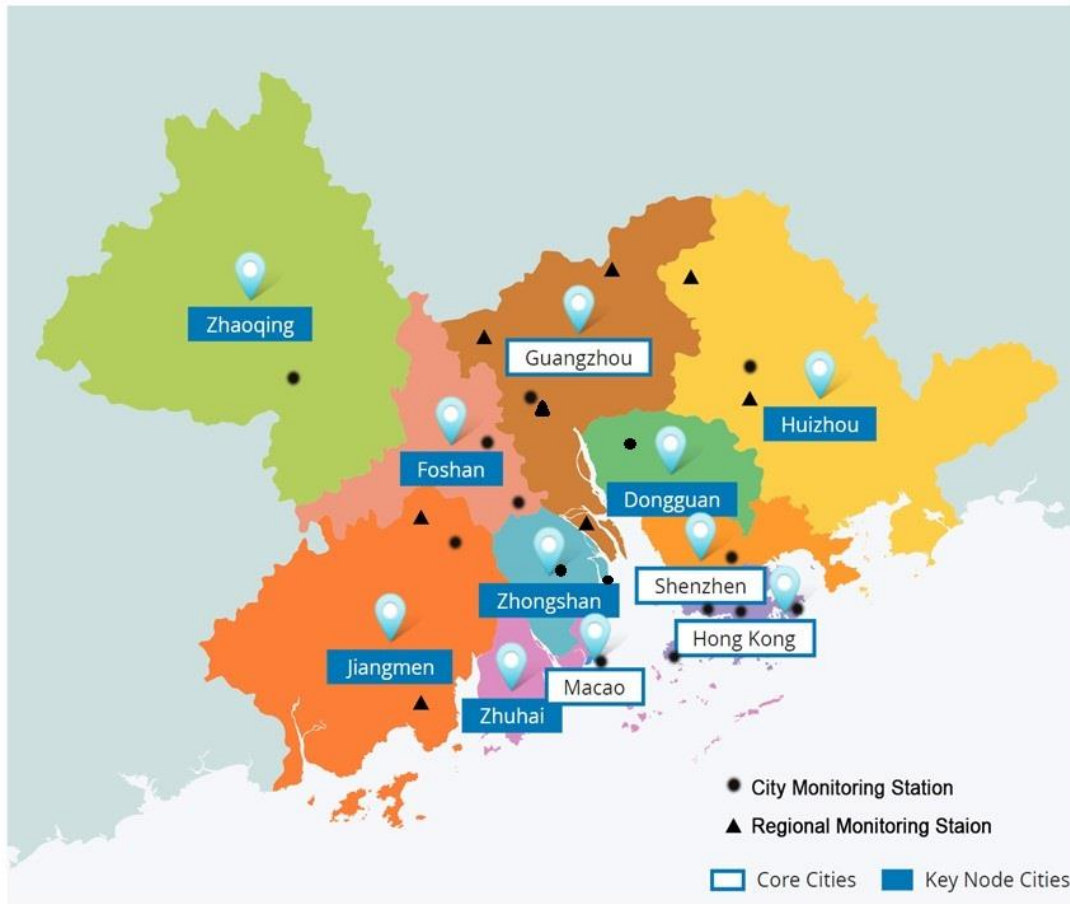 Zhaoqing
Guangzhou
Huizhou
Foshan
Dongguan
Shenzhen
Zhongshan
Hong Kong
Jiangmen
Macao
Zhuhai
City Monitoring Station
Regional Monitoring Staion
Core Cities
Key Node Cities